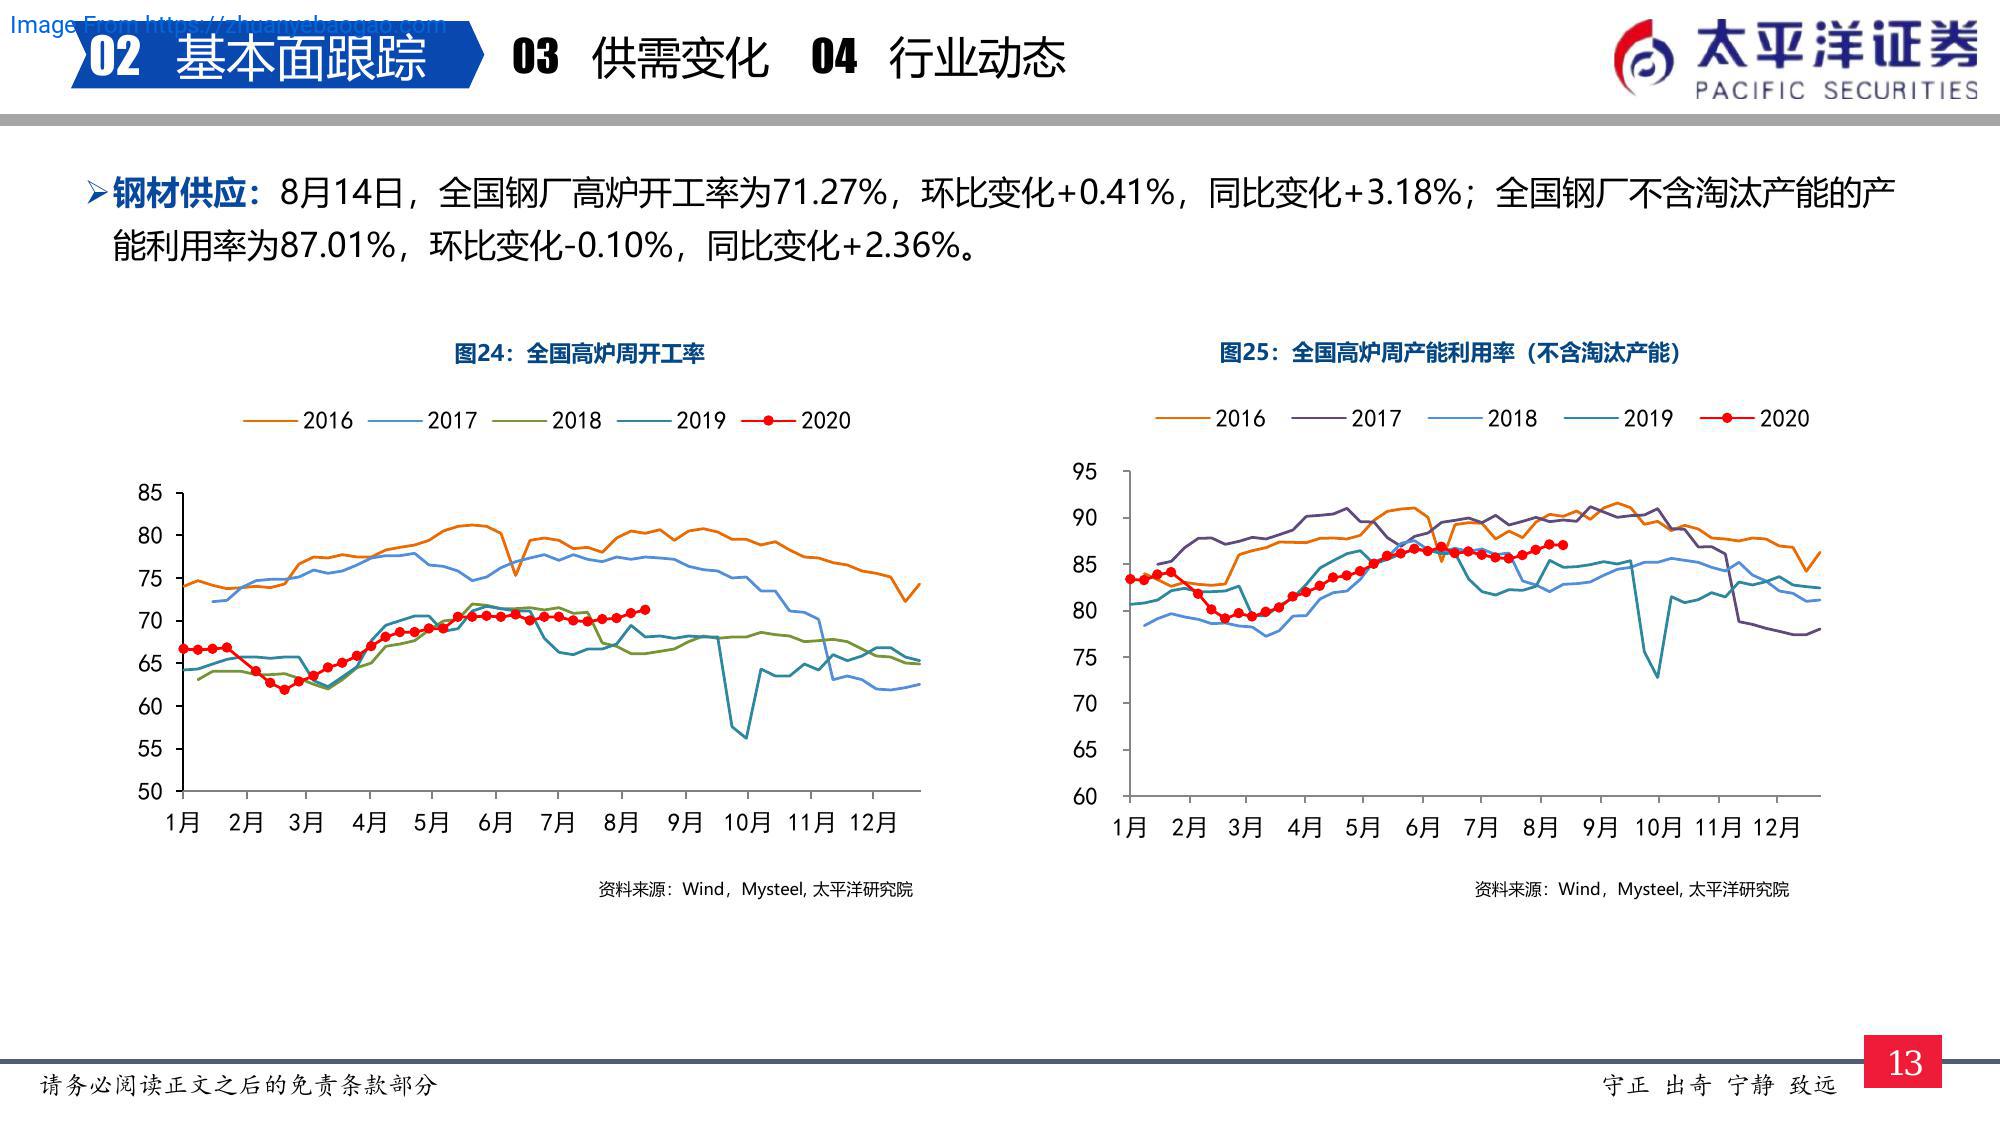 Image From https://zhuanyebaogao.com
02 基本面跟踪 03 供需变化 04 行业动态
太平洋证券
PACIFIC SECURITIES
➢钢材供应：8月14日，全国钢厂高炉开工率为71.27%，环比变化+0.41%，同比变化+3.18%；全国钢厂不含淘汰产能的产
能利用率为87.01%，环比变化-0.10%，同比变化+2.36%。
图24：全国高炉周开工率
2016 2017 2018 2019 2020
85
80
75
70
65
60
55
50
1月 2月 3月 4月 5月 6月 7月 8月 9月 10月 11月 12月
资料来源：Wind，Mysteel, 太平洋研究院
图25：全国高炉周产能利用率（不含淘汰产能）
2016 2017 2018 2019 2020
95
90
85
80
75
70
65
60
1月 2月 3月 4月 5月 6月 7月 8月 9月 10月 11月 12月
资料来源：Wind，Mysteel, 太平洋研究院
请务必阅读正文之后的免责条款部分
守正 出奇 宁静 致远
13